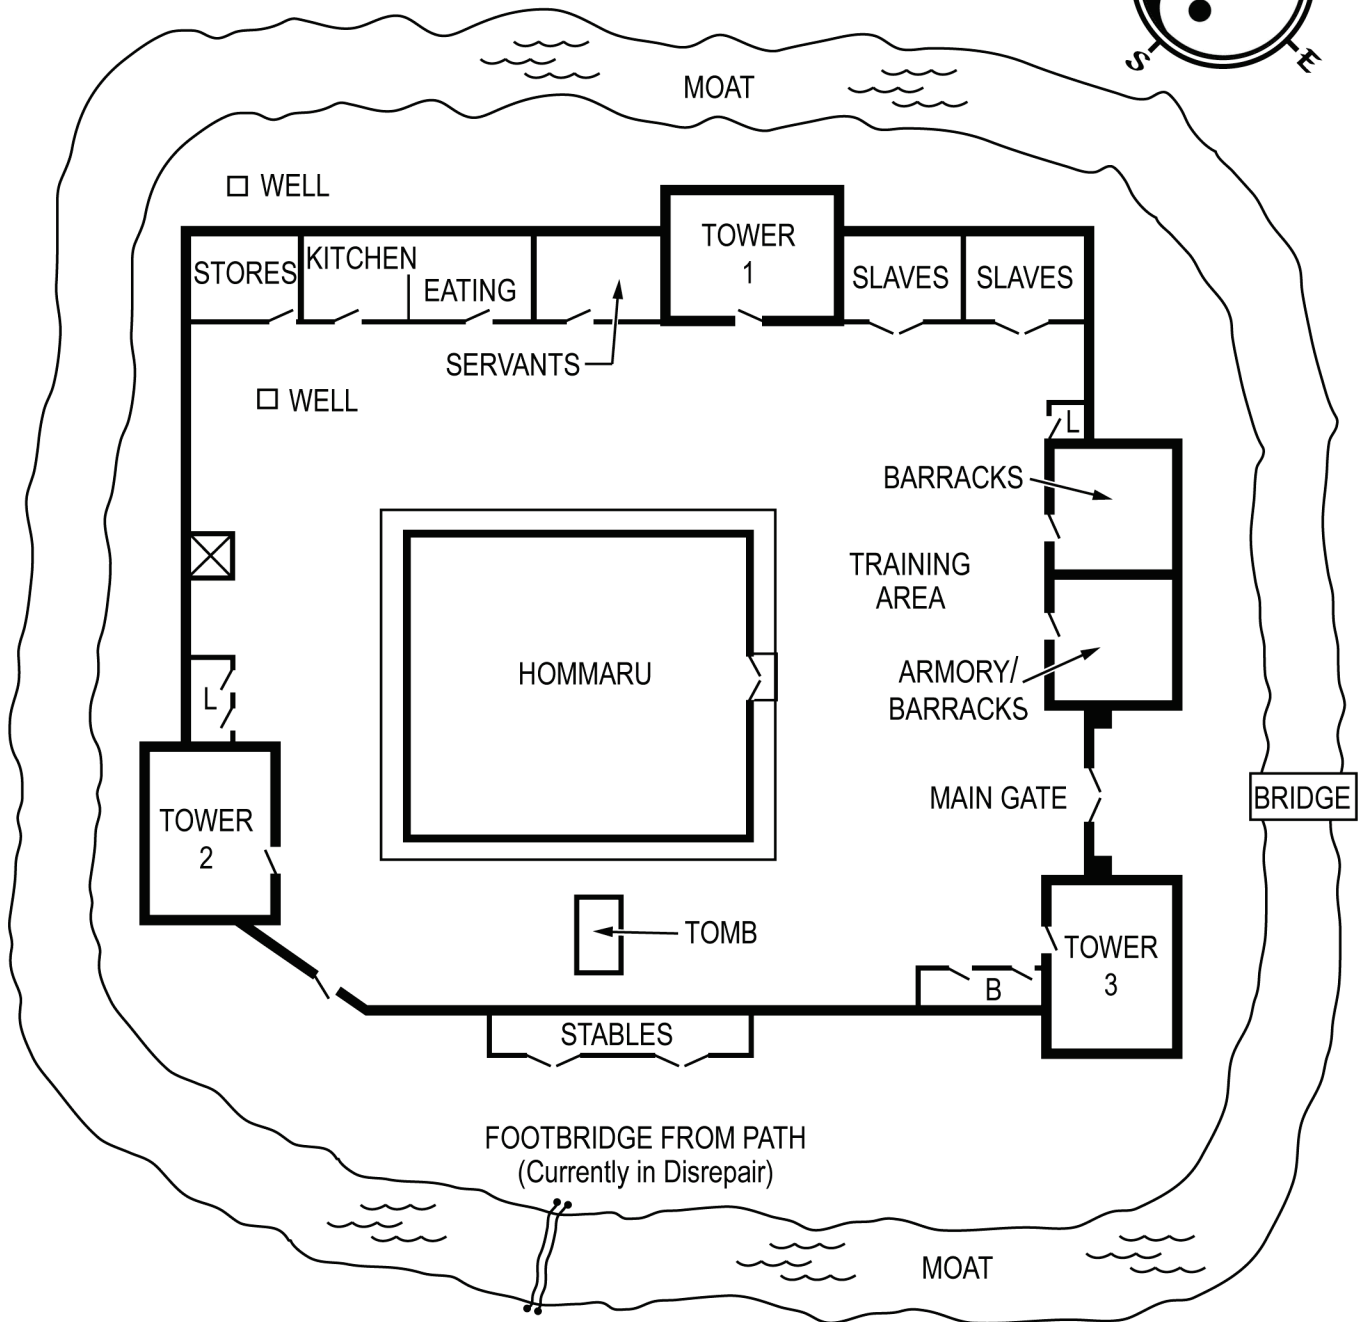 S
E
MOAT
WELL
TOWER
1
STORES
KITCHEN
EATING
SLAVES
SLAVES
SERVANTS
WELL
L
BARRACKS
TRAINING
AREA
HOMMARU
ARMORY/
BARRACKS
L
MAIN GATE
BRIDGE
TOWER
2
TOMB
TOWER
3
B
STABLES
FOOTBRIDGE FROM PATH
(Currently in Disrepair)
MOAT